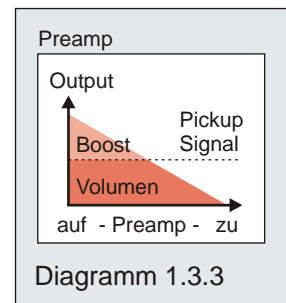 Preamp
Output
Pickup
Boost Signal
Volumen
auf - Preamp - zu
Diagramm 1.3.3